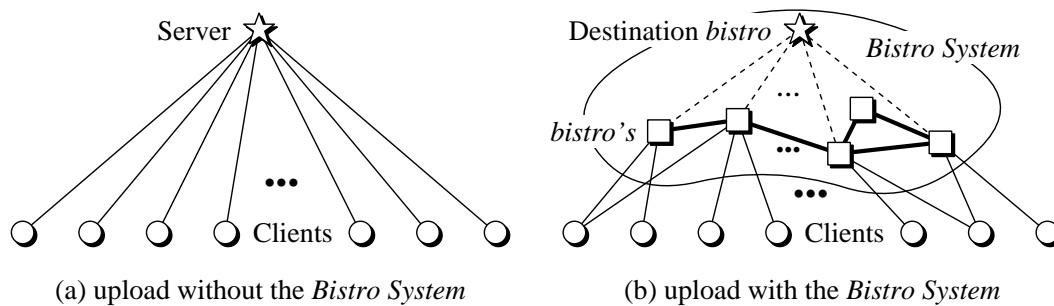 Server
Clients
(a) upload without the Bistro System
Destination bistro
Bistro System
bistro's
Clients
(b) upload with the Bistro System